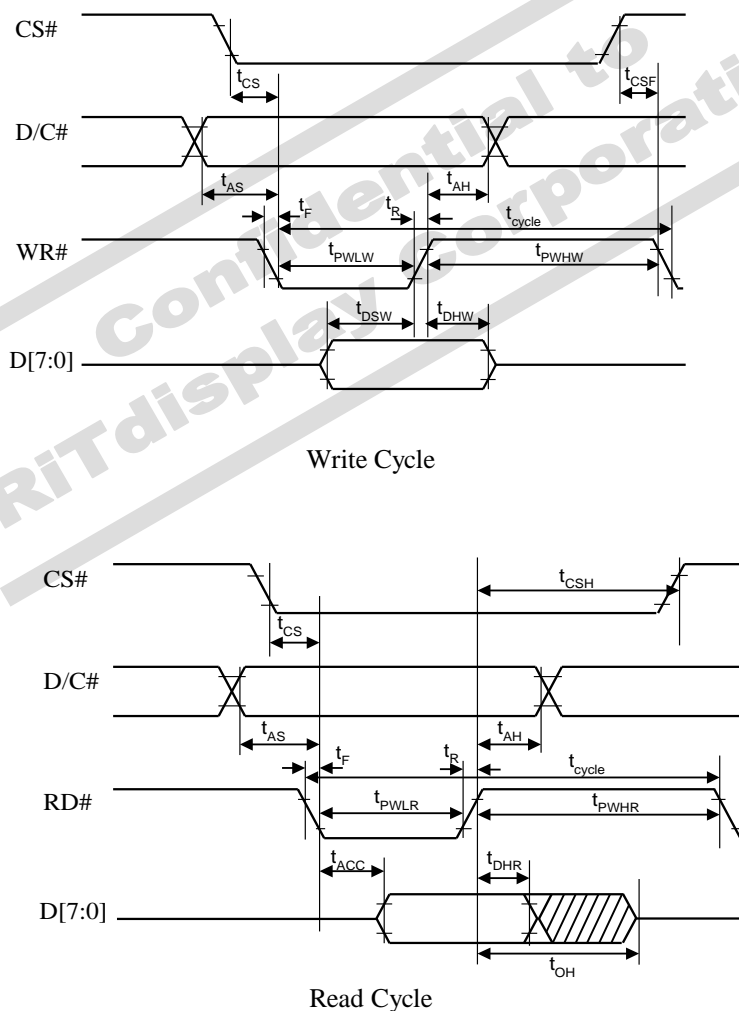 CS#
tCS
tCSF
D/C#
tAS
tAH
tF
tR
tcycle
WR#
tPWLW
tPWHW
tDSW
tDHW
D[7:0]
Write Cycle
Confidential to
RiTdisplay Corporati
CS#
tCSH
tCS
D/C#
tAS
tAH
tF
tR
tcycle
RD#
tPWLR
tPWHR
tACC
tDHR
D[7:0]
tOH
Read Cycle